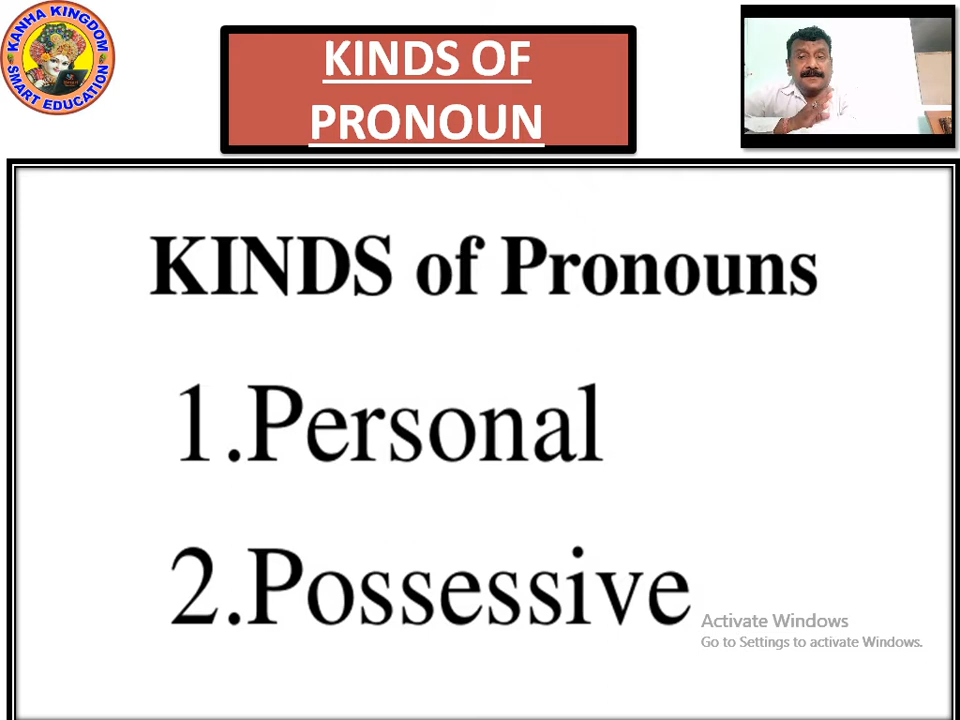 KANHA KINGDOM
SMART EDUCATION
KINDS OF
PRONOUN
KINDS of Pronouns
1.Personal
2.Possessive
Activate Windows
Go to Settings to activate Windows.